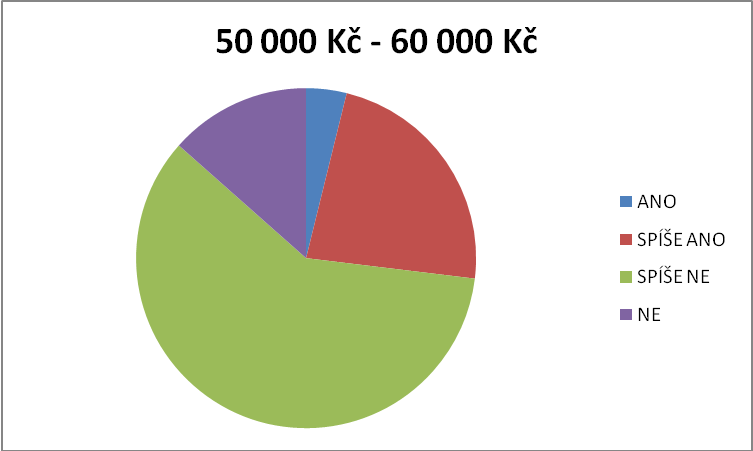 50 000 Kč - 60 000 Kč
ANO
SPÍŠE ANO
SPÍŠE NE
NE